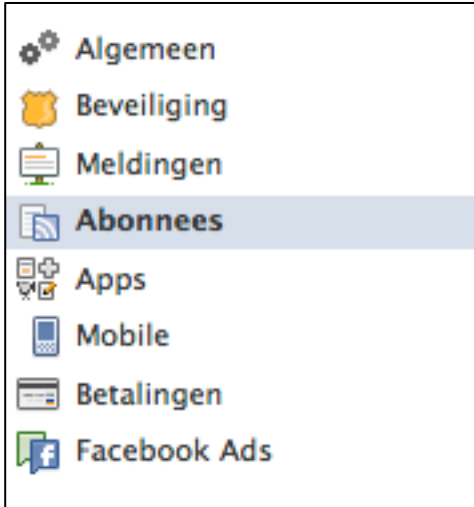 Algemeen
Beveiliging
Meldingen
Abonnees
Apps
Mobile
Betalingen
Facebook Ads